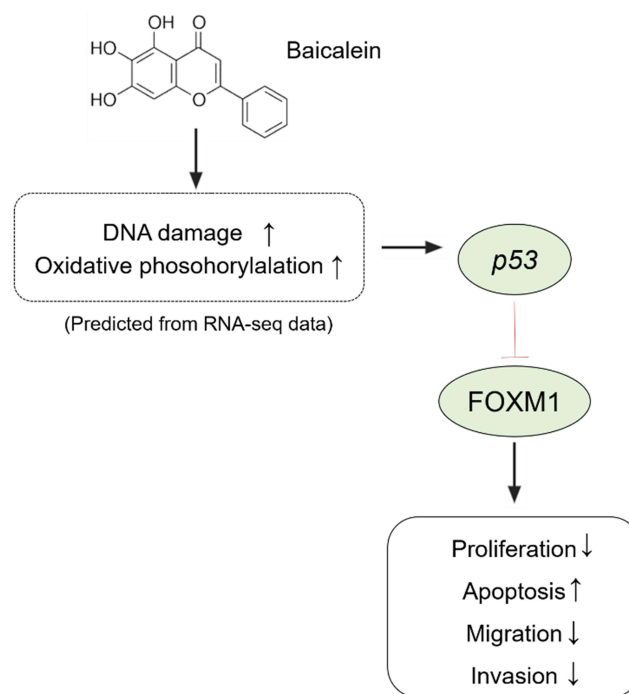 OH
O
HO
HO
O
Baicalein
DNA damage ↑
Oxidative phosohorylalation ↑
(Predicted from RNA-seq data)
p53
FOXM1
Proliferation ↓
Apoptosis ↑
Migration ↓
Invasion ↓